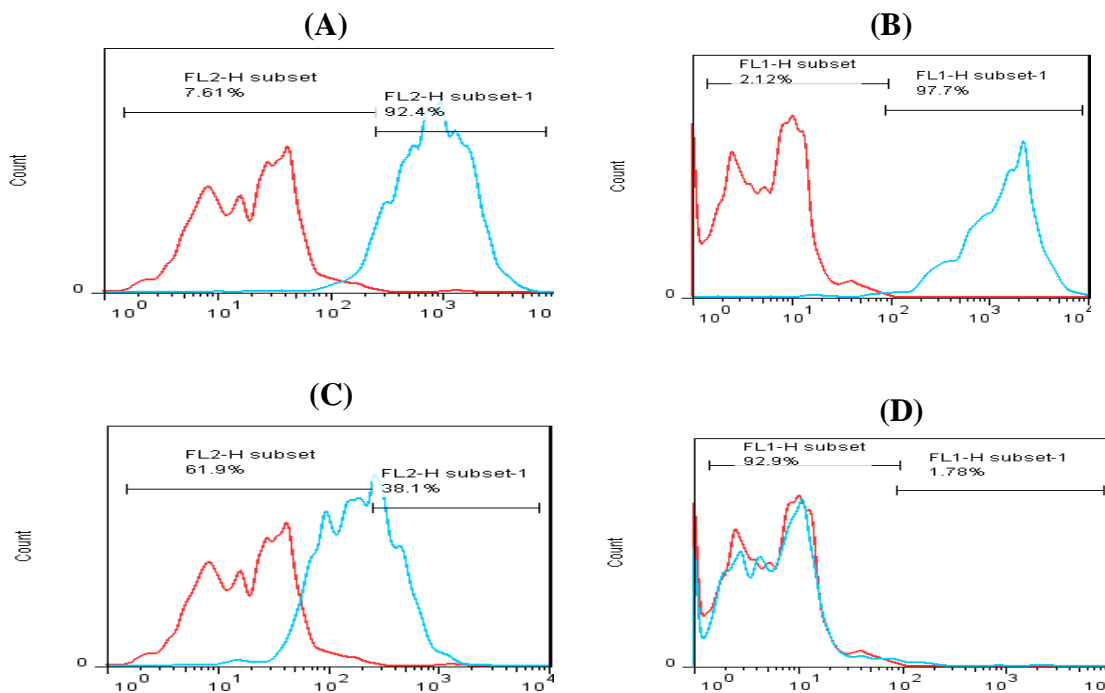 (A)
FL2-H subset
7.61%
FL2-H subset-1
92.4%
Count
0
10^0 10^1 10^2 10^3 10
(B)
FL1-H subset
2.12%
FL1-H subset-1
97.7%
Count
0
10^0 10^1 10^2 10^3 10
(C)
FL2-H subset
61.9%
FL2-H subset-1
38.1%
Count
0
10^0 10^1 10^2 10^3 10^4
(D)
FL1-H subset
92.9%
FL1-H subset-1
1.78%
Count
0
10^0 10^1 10^2 10^3 10^4